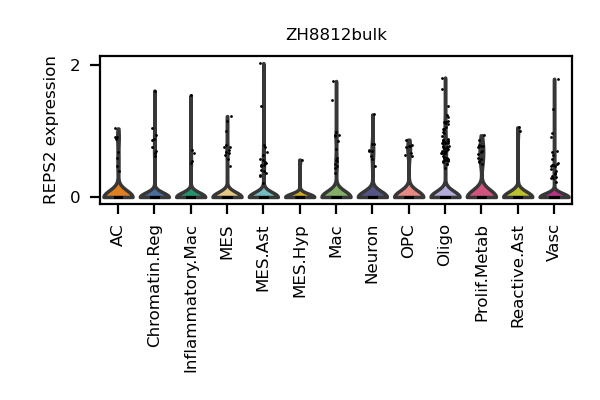 ZH8812bulk
REPS2 expression
2
0
AC
Chromatin.Reg
Inflammatory.Mac
MES
MES.Ast
MES.Hyp
Mac
Neuron
OPC
Oligo
Prolif.Metab
Reactive.Ast
Vasc